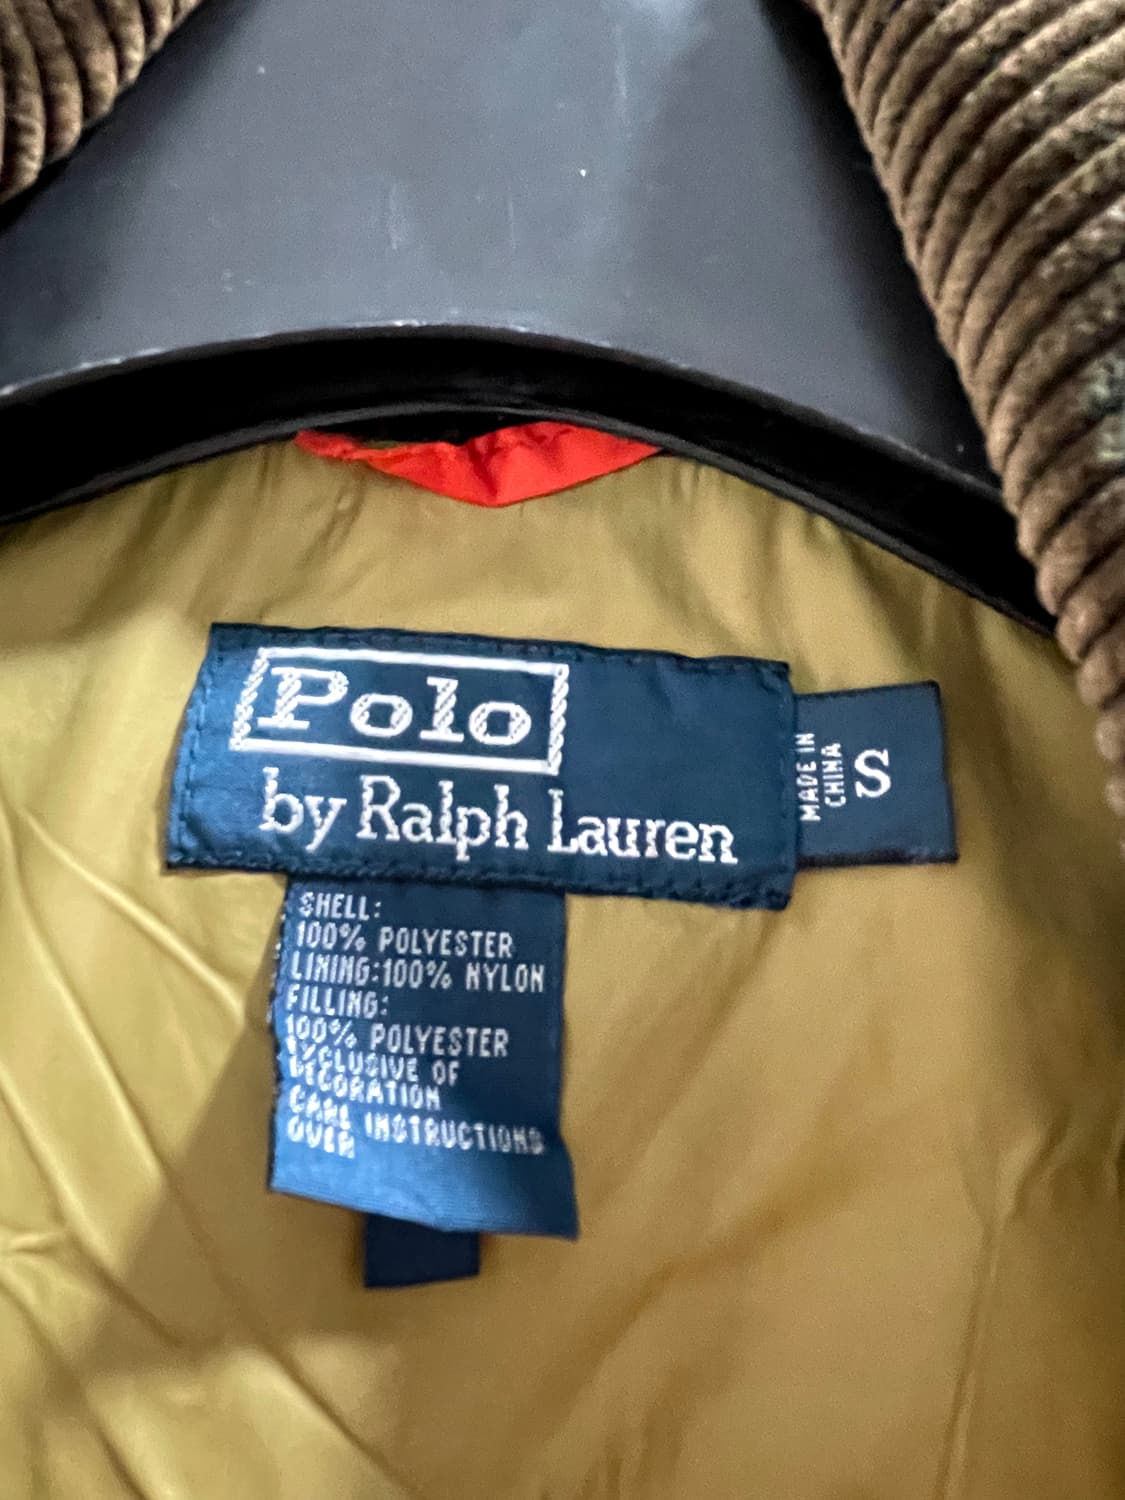 Polo
by Ralph Lauren
MADE IN
CHINA
S
SHELL:
100% POLYESTER
LINING:100% NYLON
FILLING:
100% POLYESTER
EXCLUSIVE OF
DECORATION
CARE INSTRUCTIONS
OVER